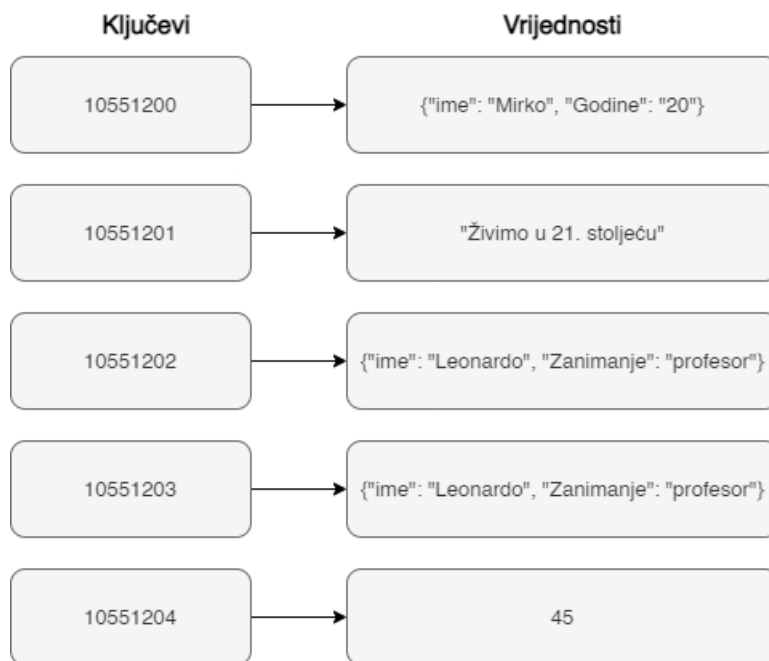 Ključevi Vrijednosti
10551200 {"ime": "Mirko", "Godine": "20"}
10551201 "Živimo u 21. stoljeću"
10551202 {"ime": "Leonardo", "Zanimanje": "profesor"}
10551203 {"ime": "Leonardo", "Zanimanje": "profesor"}
10551204 45